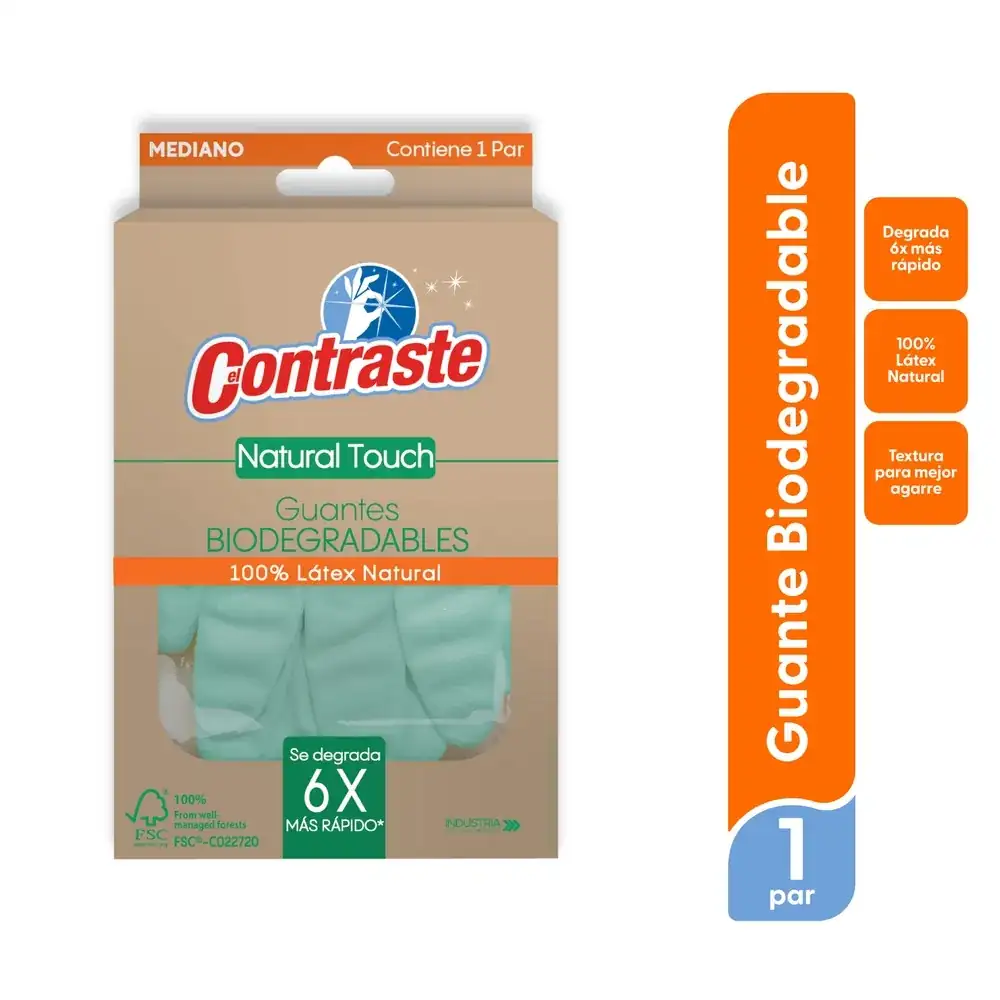 MEDIANO
Contiene 1 Par
el Contraste
Natural Touch
Guantes
BIODEGRADABLES
100% Látex Natural
Se degrada
6X
MÁS RÁPIDO*
100%
From well-
managed forests
FSC
FSC®-C022720
INDUSTRIA
Guante Biodegradable
1
par
Degrada
6x más
rápido
100%
Látex
Natural
Textura
para mejor
agarre